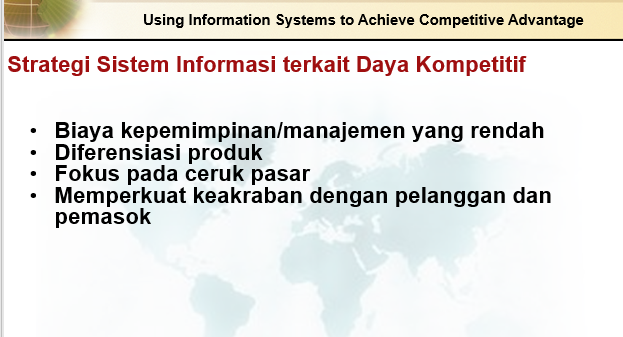 Using Information Systems to Achieve Competitive Advantage
Strategi Sistem Informasi terkait Daya Kompetitif
• Biaya kepemimpinan/manajemen yang rendah
• Diferensiasi produk
• Fokus pada ceruk pasar
• Memperkuat keakraban dengan pelanggan dan
pemasok